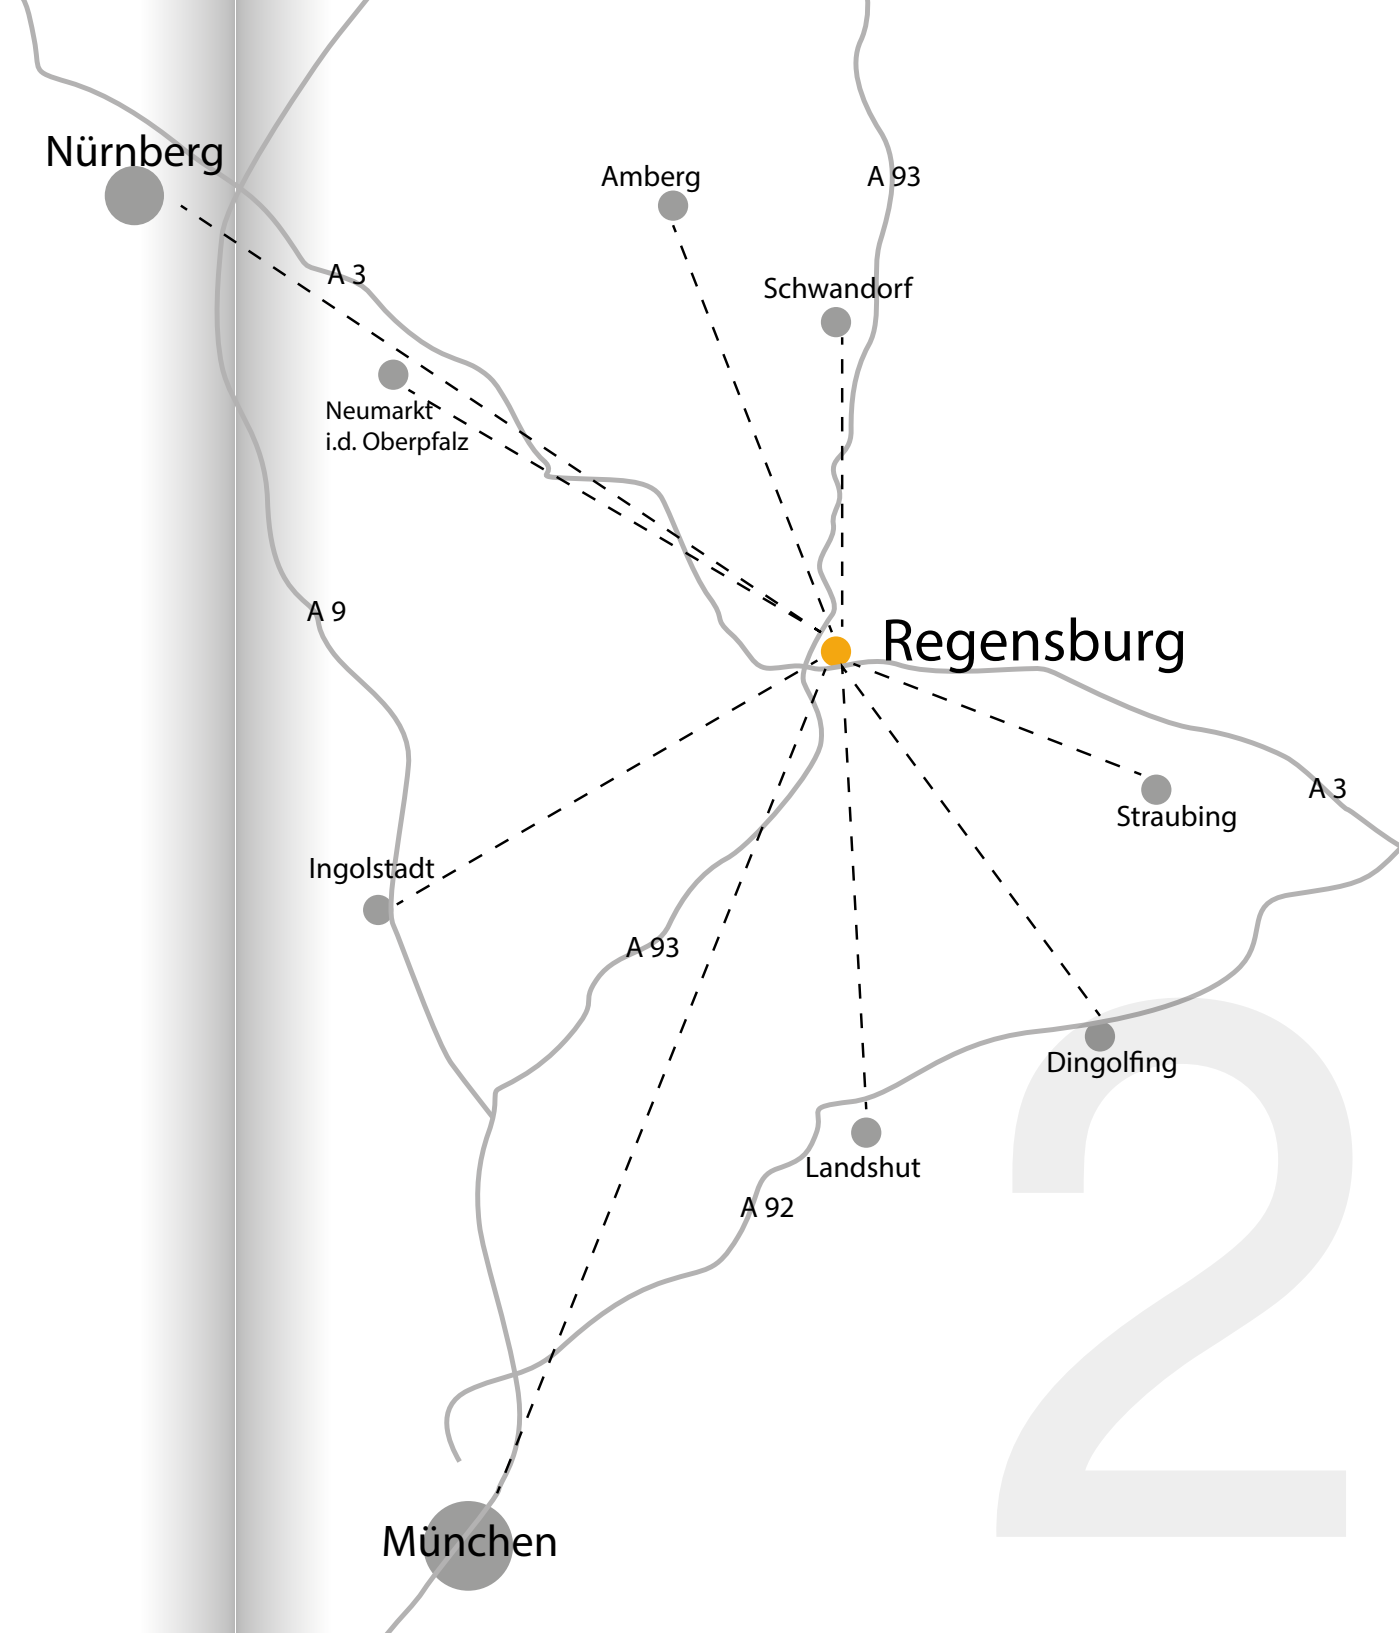 Nürnberg
Amberg
A 93
A 3
Schwandorf
Neumarkt
i.d. Oberpfalz
A 9
Regensburg
A 3
Straubing
Ingolstadt
A 93
Dingolfing
Landshut
A 92
2
München